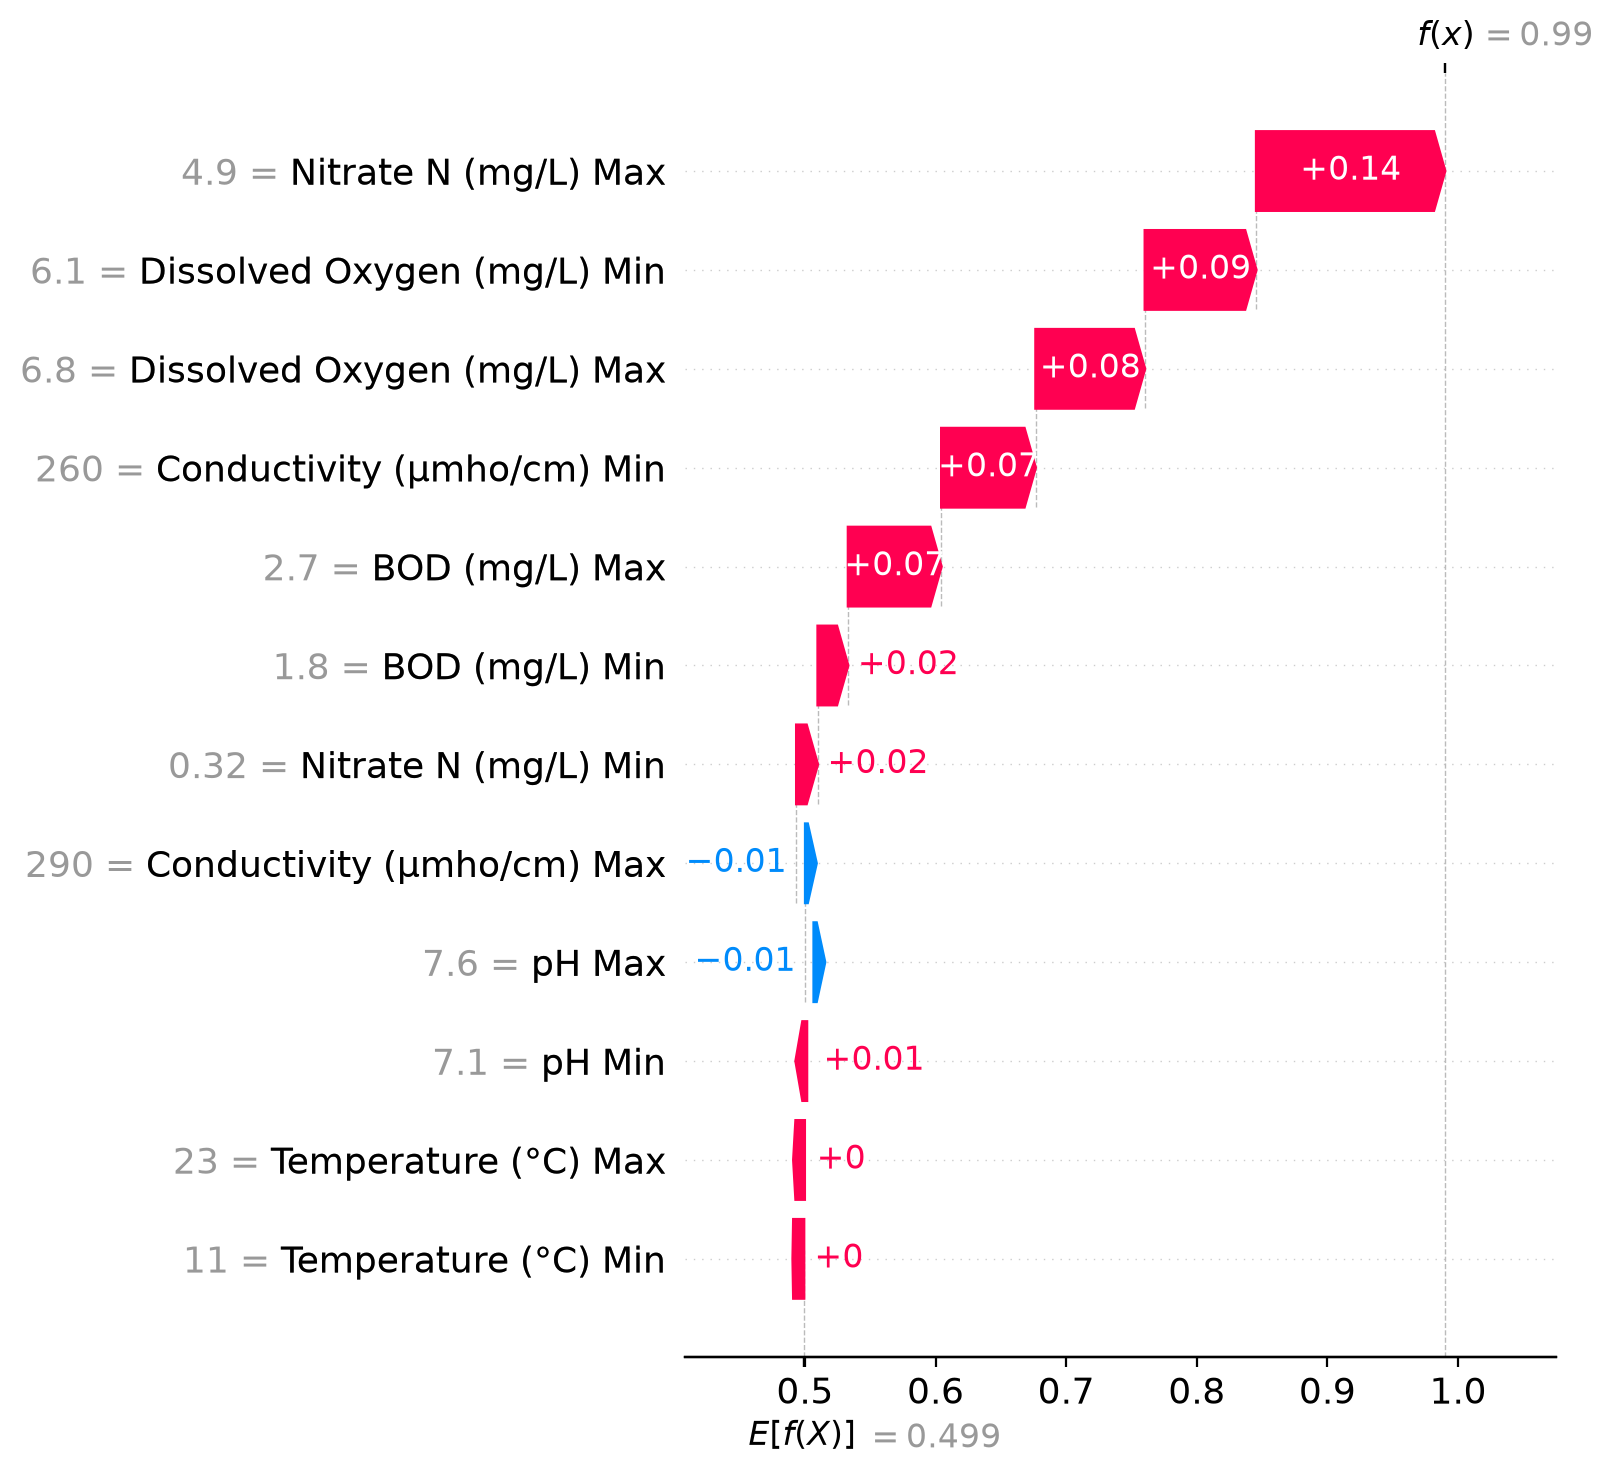 f(x) = 0.99
4.9 = Nitrate N (mg/L) Max +0.14
6.1 = Dissolved Oxygen (mg/L) Min +0.09
6.8 = Dissolved Oxygen (mg/L) Max +0.08
260 = Conductivity (µmho/cm) Min +0.07
2.7 = BOD (mg/L) Max +0.07
1.8 = BOD (mg/L) Min +0.02
0.32 = Nitrate N (mg/L) Min +0.02
290 = Conductivity (µmho/cm) Max −0.01
7.6 = pH Max −0.01
7.1 = pH Min +0.01
23 = Temperature (°C) Max +0
11 = Temperature (°C) Min +0
0.5 0.6 0.7 0.8 0.9 1.0
E[f(X)] = 0.499